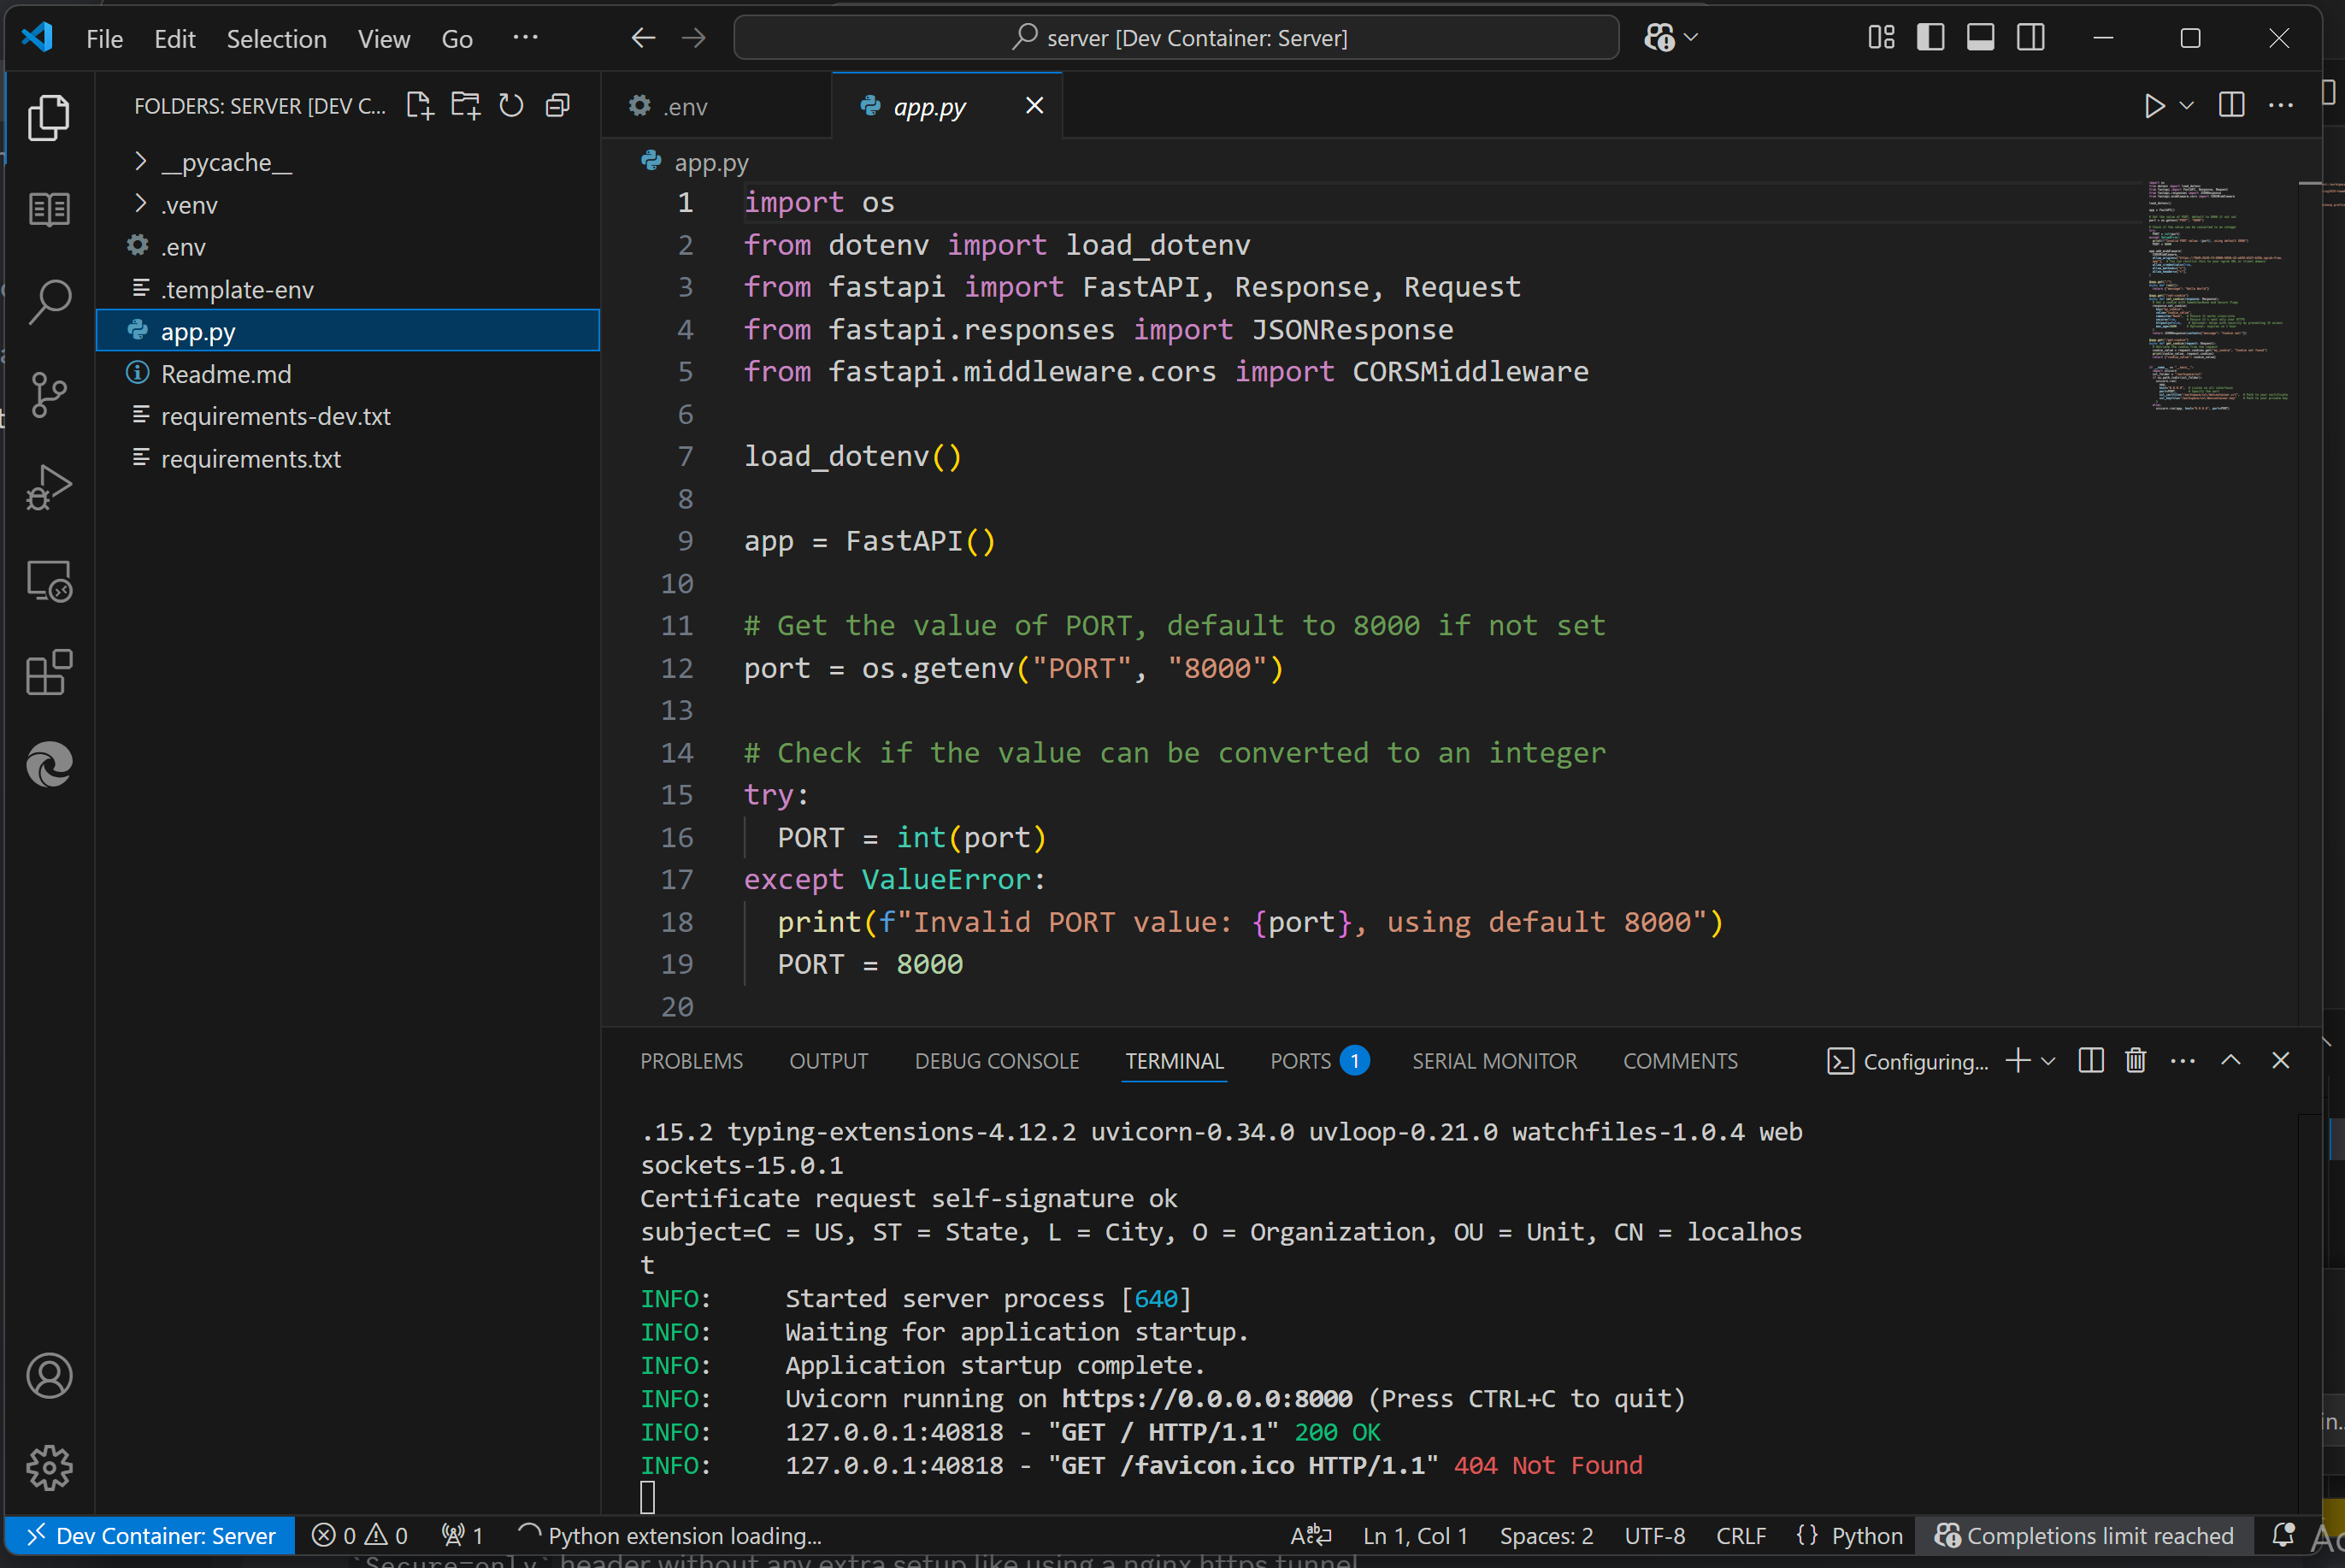 File Edit Selection View Go ···
server [Dev Container: Server]
FOLDERS: SERVER [DEV C...
__pycache__
.venv
.env
.template-env
app.py
Readme.md
requirements-dev.txt
requirements.txt
.env
app.py
app.py
1 import os
2 from dotenv import load_dotenv
3 from fastapi import FastAPI, Response, Request
4 from fastapi.responses import JSONResponse
5 from fastapi.middleware.cors import CORSMiddleware
6
7 load_dotenv()
8
9 app = FastAPI()
10
11 # Get the value of PORT, default to 8000 if not set
12 port = os.getenv("PORT", "8000")
13
14 # Check if the value can be converted to an integer
15 try:
16 PORT = int(port)
17 except ValueError:
18 print(f"Invalid PORT value: {port}, using default 8000")
19 PORT = 8000
20
PROBLEMS OUTPUT DEBUG CONSOLE TERMINAL PORTS 1 SERIAL MONITOR COMMENTS Configuring...
.15.2 typing-extensions-4.12.2 uvicorn-0.34.0 uvloop-0.21.0 watchfiles-1.0.4 web
sockets-15.0.1
Certificate request self-signature ok
subject=C = US, ST = State, L = City, O = Organization, OU = Unit, CN = localhos
t
INFO: Started server process [640]
INFO: Waiting for application startup.
INFO: Application startup complete.
INFO: Uvicorn running on https://0.0.0.0:8000 (Press CTRL+C to quit)
INFO: 127.0.0.1:40818 - "GET / HTTP/1.1" 200 OK
INFO: 127.0.0.1:40818 - "GET /favicon.ico HTTP/1.1" 404 Not Found
Dev Container: Server 0 0 1 Python extension loading... Ln 1, Col 1 Spaces: 2 UTF-8 CRLF {} Python Completions limit reached
`Secure=only` header without any extra setup like using a nginx https tunnel